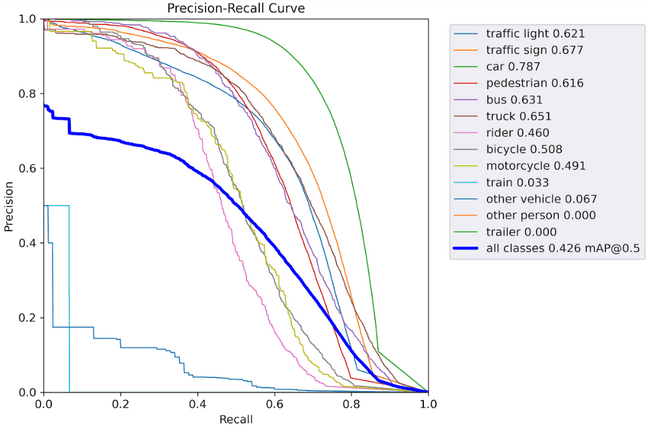 Precision-Recall Curve
1.0
0.8
0.6
0.4
0.2
0.0
Precision
0.0 0.2 0.4 0.6 0.8 1.0
Recall
traffic light 0.621
traffic sign 0.677
car 0.787
pedestrian 0.616
bus 0.631
truck 0.651
rider 0.460
bicycle 0.508
motorcycle 0.491
train 0.033
other vehicle 0.067
other person 0.000
trailer 0.000
all classes 0.426 mAP@0.5